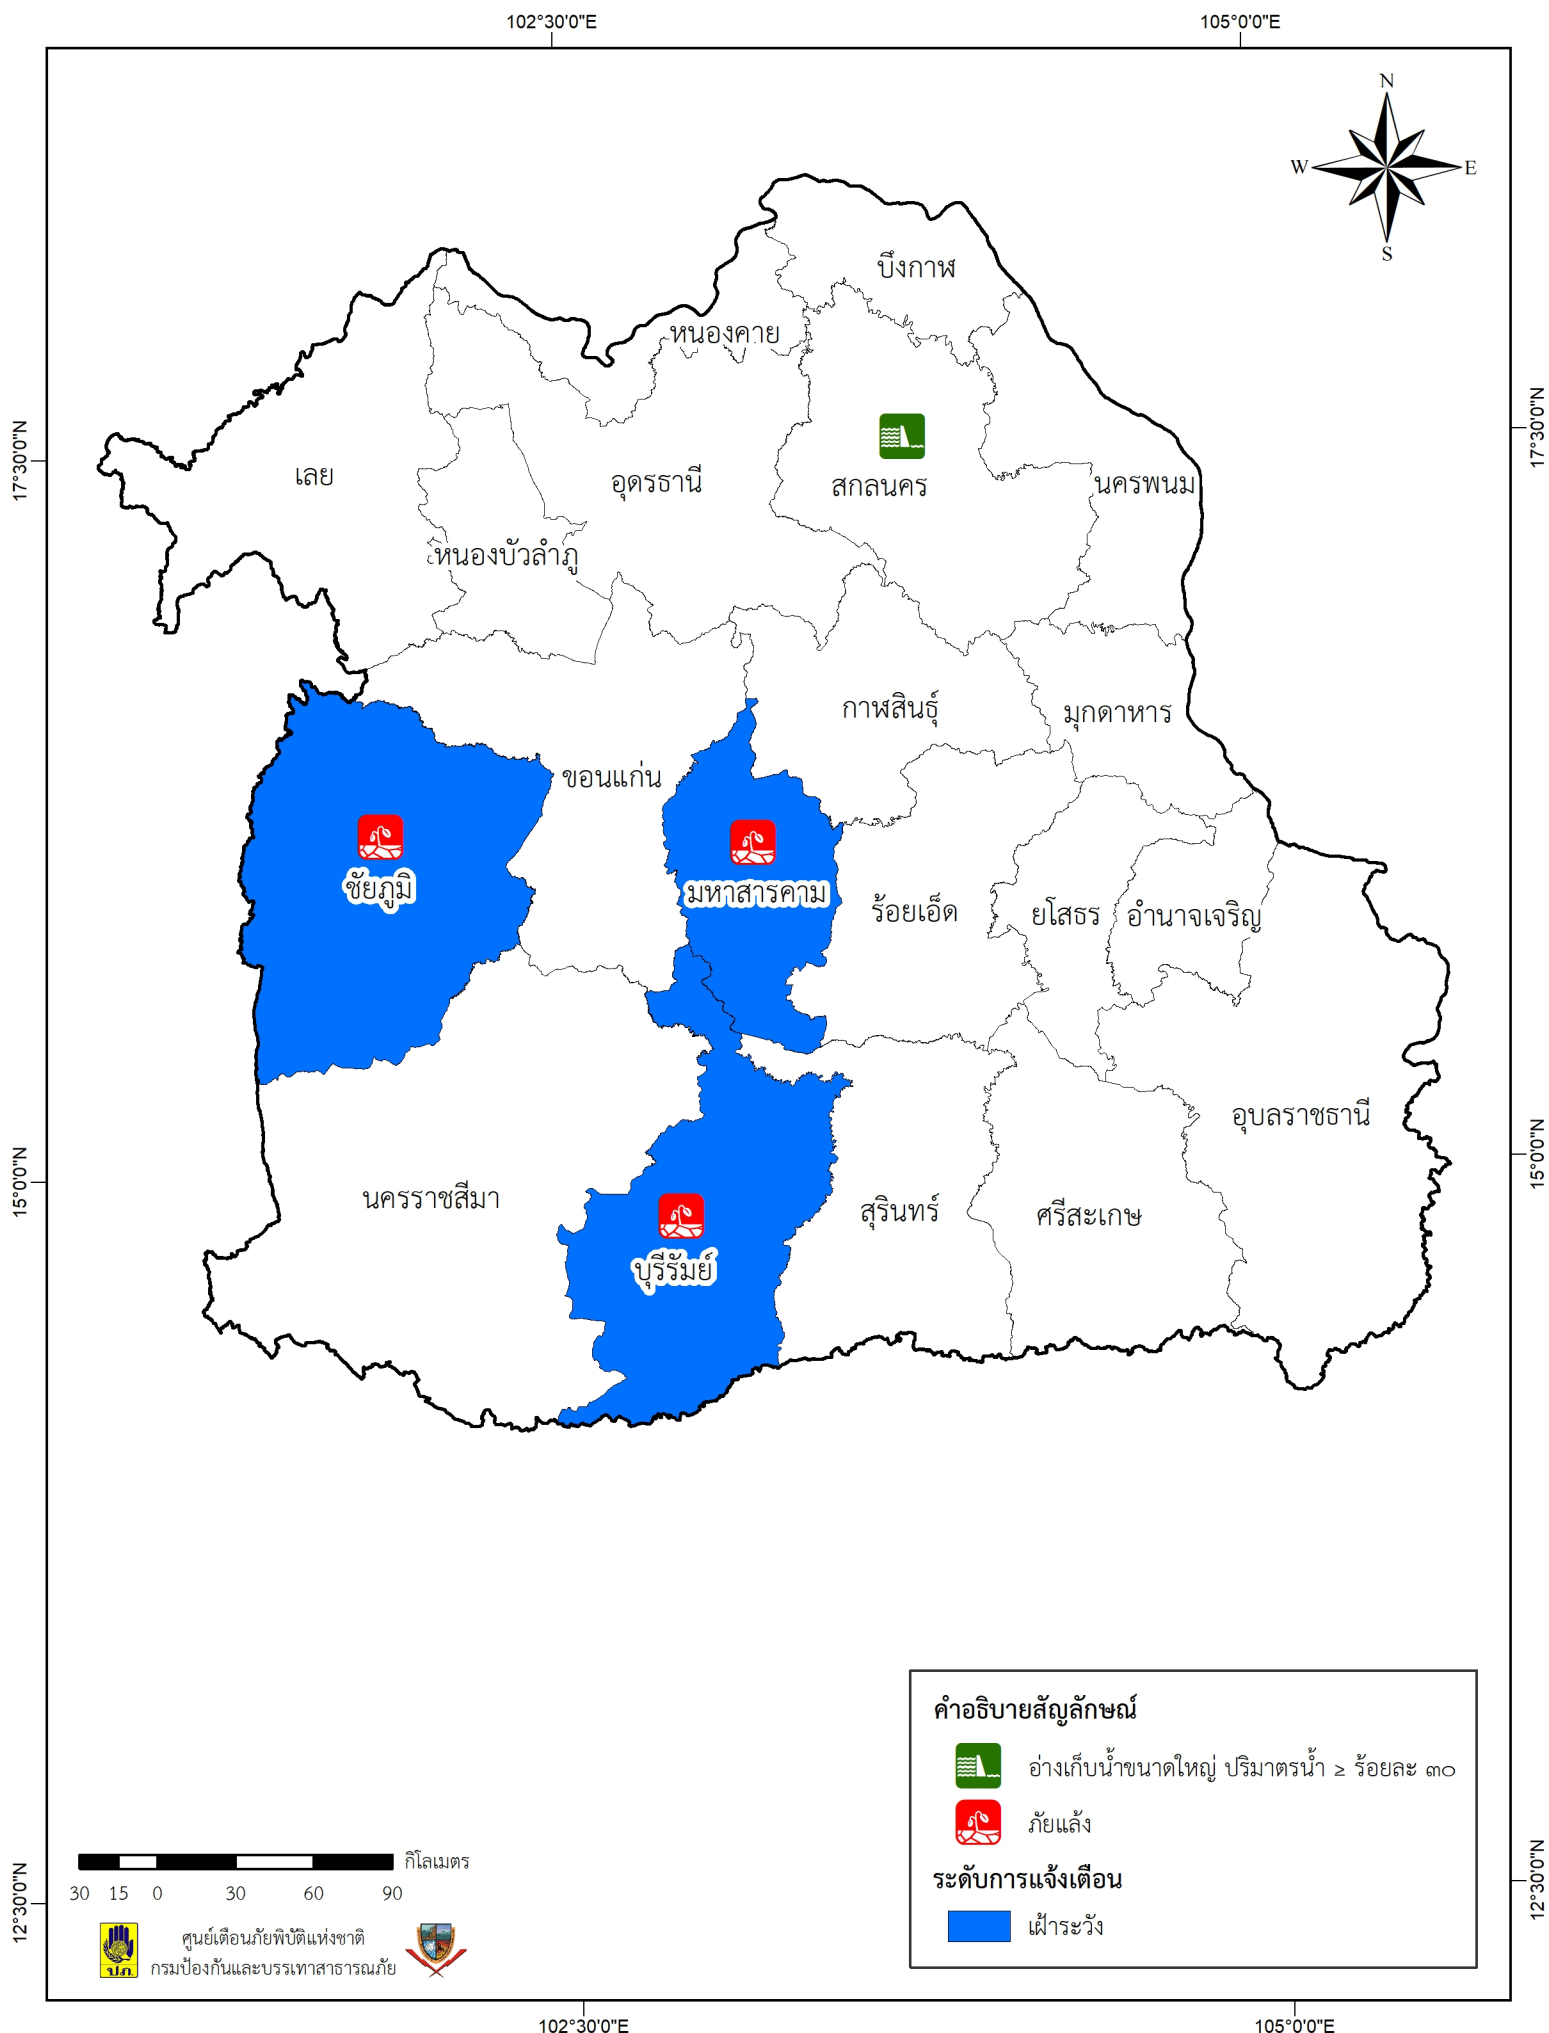 102°30'0"E
105°0'0"E
N
W
E
S
บึงกาฬ
หนองคาย
17°30'0"N
17°30'0"N
เลย
อุดรธานี
สกลนคร
นครพนม
หนองบัวลำภู
กาฬสินธุ์
มุกดาหาร
ขอนแก่น
ชัยภูมิ
มหาสารคาม
ร้อยเอ็ด
ยโสธร
อำนาจเจริญ
อุบลราชธานี
15°0'0"N
15°0'0"N
นครราชสีมา
สุรินทร์
ศรีสะเกษ
บุรีรัมย์
คำอธิบายสัญลักษณ์
อ่างเก็บน้ำขนาดใหญ่ ปริมาตรน้ำ ≥ ร้อยละ ๓๐
ภัยแล้ง
ระดับการแจ้งเตือน
เฝ้าระวัง
กิโลเมตร
30 15 0 30 60 90
12°30'0"N
12°30'0"N
ศูนย์เตือนภัยพิบัติแห่งชาติ
กรมป้องกันและบรรเทาสาธารณภัย
ปภ.
102°30'0"E
105°0'0"E